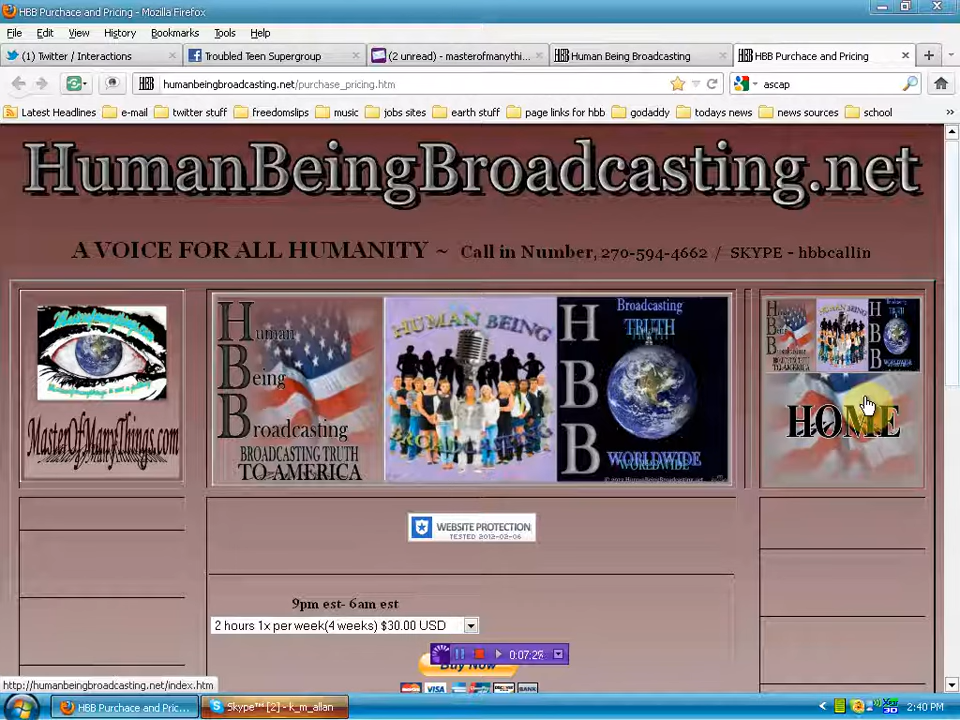 HBB Purchace and Pricing - Mozilla Firefox
File Edit View History Bookmarks Tools Help
(1) Twitter / Interactions
Troubled Teen Supergroup
(2 unread) - masterofmanythi...
Human Being Broadcasting
HBB Purchace and Pricing
humanbeingbroadcasting.net/purchase_pricing.htm
ascap
Latest Headlines e-mail twitter stuff freedomslips music jobs sites earth stuff page links for hbb godaddy todays news news sources school
HumanBeingBroadcasting.net
A VOICE FOR ALL HUMANITY ~ Call in Number, 270-594-4662 / SKYPE - hbbcallin
MasterOfManyThings.com
Human
Being
Broadcasting
BROADCASTING TRUTH
TO AMERICA
HUMAN BEING
BROADCASTING
Broadcasting
TRUTH
HBB
WORLDWIDE
HOME
WEBSITE PROTECTION
TESTED 2012-02-06
9pm est- 6am est
2 hours 1x per week(4 weeks) $30.00 USD
Buy Now
VISA
BANK
http://humanbeingbroadcasting.net/index.htm
HBB Purchace and Pric...
Skype™ [2] - k_m_allan
2:40 PM